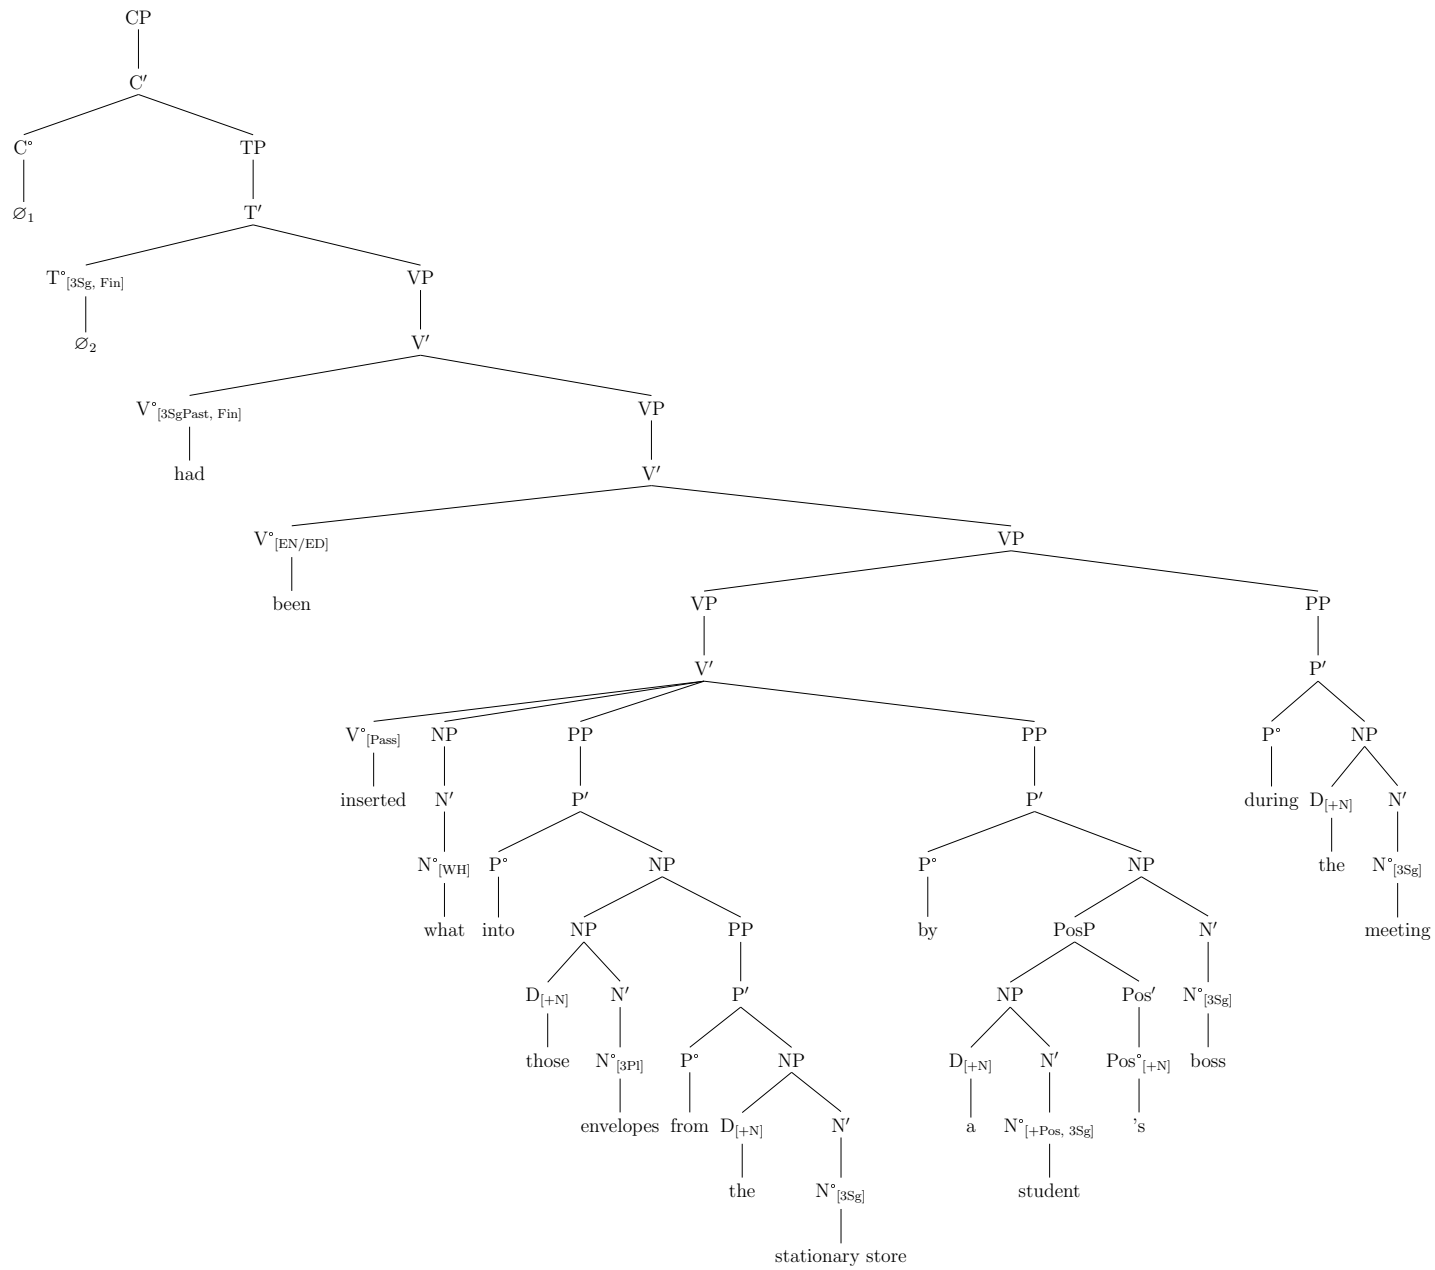 CP
C′
C° TP
∅₁ T′
T°[3Sg, Fin] VP
∅₂ V′
V°[3SgPast, Fin] VP
had V′
V°[EN/ED] VP
been VP PP
V′ P′
V°[Pass] NP PP PP P° NP
inserted N′ P′ P′ during D[+N] N′
N°[WH] P° NP P° NP the N°[3Sg]
what into NP PP by PosP N′ meeting
D[+N] N′ P′ NP Pos′ N°[3Sg]
those N°[3Pl] P° NP D[+N] N′ Pos°[+N] boss
envelopes from D[+N] N′ a N°[+Pos, 3Sg] 's
the N°[3Sg] student
stationary store